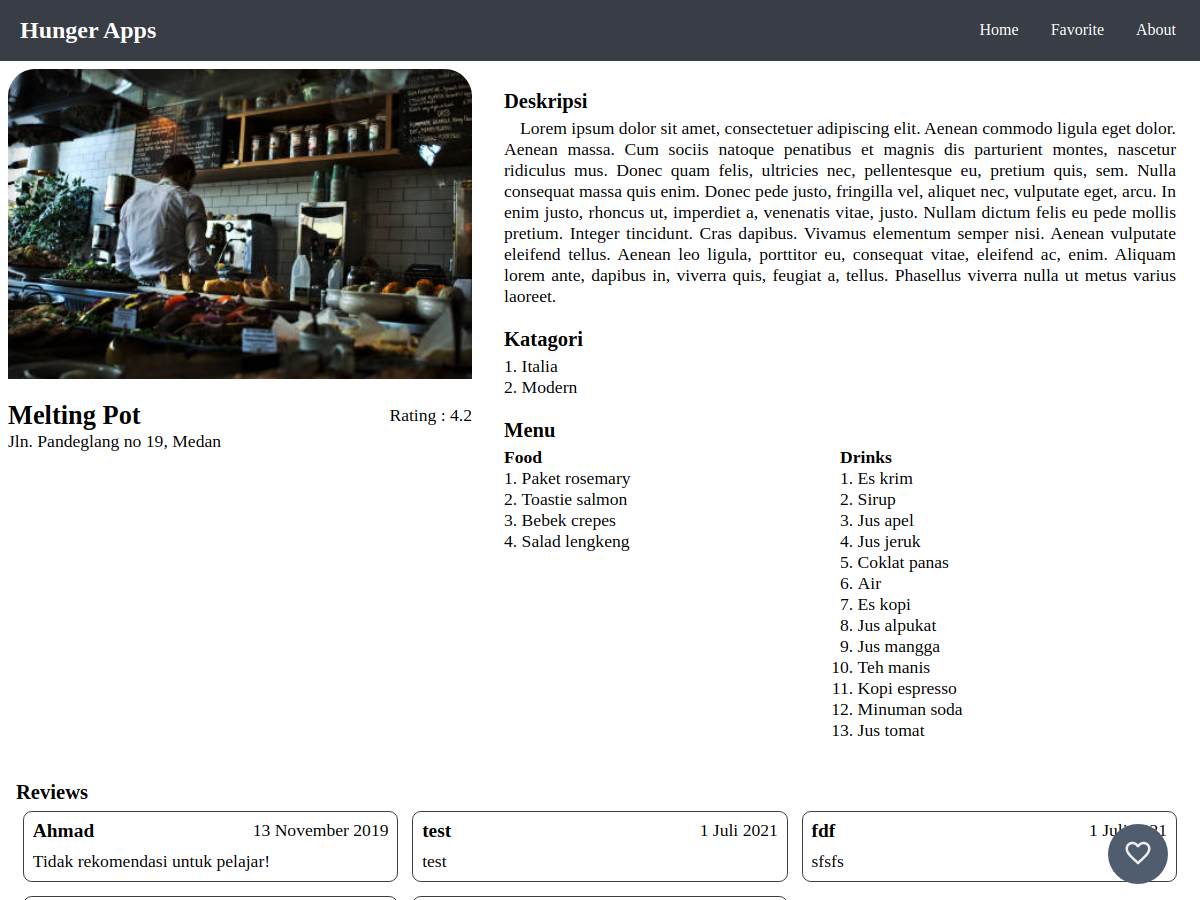 Hunger Apps
Home Favorite About
Deskripsi
Lorem ipsum dolor sit amet, consectetuer adipiscing elit. Aenean commodo ligula eget dolor.
Aenean massa. Cum sociis natoque penatibus et magnis dis parturient montes, nascetur
ridiculus mus. Donec quam felis, ultricies nec, pellentesque eu, pretium quis, sem. Nulla
consequat massa quis enim. Donec pede justo, fringilla vel, aliquet nec, vulputate eget, arcu. In
enim justo, rhoncus ut, imperdiet a, venenatis vitae, justo. Nullam dictum felis eu pede mollis
pretium. Integer tincidunt. Cras dapibus. Vivamus elementum semper nisi. Aenean vulputate
eleifend tellus. Aenean leo ligula, porttitor eu, consequat vitae, eleifend ac, enim. Aliquam
lorem ante, dapibus in, viverra quis, feugiat a, tellus. Phasellus viverra nulla ut metus varius
laoreet.
Katagori
1. Italia
2. Modern
Melting Pot
Rating : 4.2
Jln. Pandeglang no 19, Medan
Menu
Food
1. Paket rosemary
2. Toastie salmon
3. Bebek crepes
4. Salad lengkeng
Drinks
1. Es krim
2. Sirup
3. Jus apel
4. Jus jeruk
5. Coklat panas
6. Air
7. Es kopi
8. Jus alpukat
9. Jus mangga
10. Teh manis
11. Kopi espresso
12. Minuman soda
13. Jus tomat
Reviews
Ahmad 13 November 2019
Tidak rekomendasi untuk pelajar!
test 1 Juli 2021
test
fdf 1
sfsfs